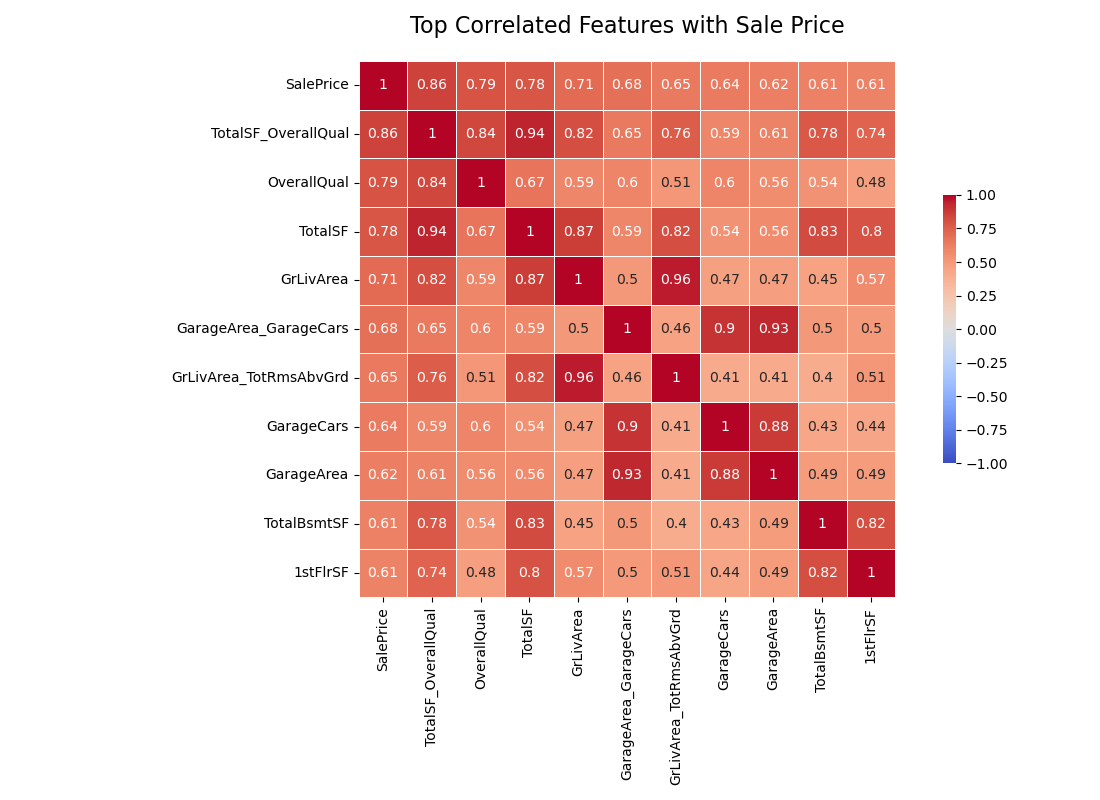 Top Correlated Features with Sale Price
SalePrice 1 0.86 0.79 0.78 0.71 0.68 0.65 0.64 0.62 0.61 0.61
TotalSF_OverallQual 0.86 1 0.84 0.94 0.82 0.65 0.76 0.59 0.61 0.78 0.74
OverallQual 0.79 0.84 1 0.67 0.59 0.6 0.51 0.6 0.56 0.54 0.48
TotalSF 0.78 0.94 0.67 1 0.87 0.59 0.82 0.54 0.56 0.83 0.8
GrLivArea 0.71 0.82 0.59 0.87 1 0.5 0.96 0.47 0.47 0.45 0.57
GarageArea_GarageCars 0.68 0.65 0.6 0.59 0.5 1 0.46 0.9 0.93 0.5 0.5
GrLivArea_TotRmsAbvGrd 0.65 0.76 0.51 0.82 0.96 0.46 1 0.41 0.41 0.4 0.51
GarageCars 0.64 0.59 0.6 0.54 0.47 0.9 0.41 1 0.88 0.43 0.44
GarageArea 0.62 0.61 0.56 0.56 0.47 0.93 0.41 0.88 1 0.49 0.49
TotalBsmtSF 0.61 0.78 0.54 0.83 0.45 0.5 0.4 0.43 0.49 1 0.82
1stFlrSF 0.61 0.74 0.48 0.8 0.57 0.5 0.51 0.44 0.49 0.82 1
SalePrice
TotalSF_OverallQual
OverallQual
TotalSF
GrLivArea
GarageArea_GarageCars
GrLivArea_TotRmsAbvGrd
GarageCars
GarageArea
TotalBsmtSF
1stFlrSF
1.00
0.75
0.50
0.25
0.00
−0.25
−0.50
−0.75
−1.00